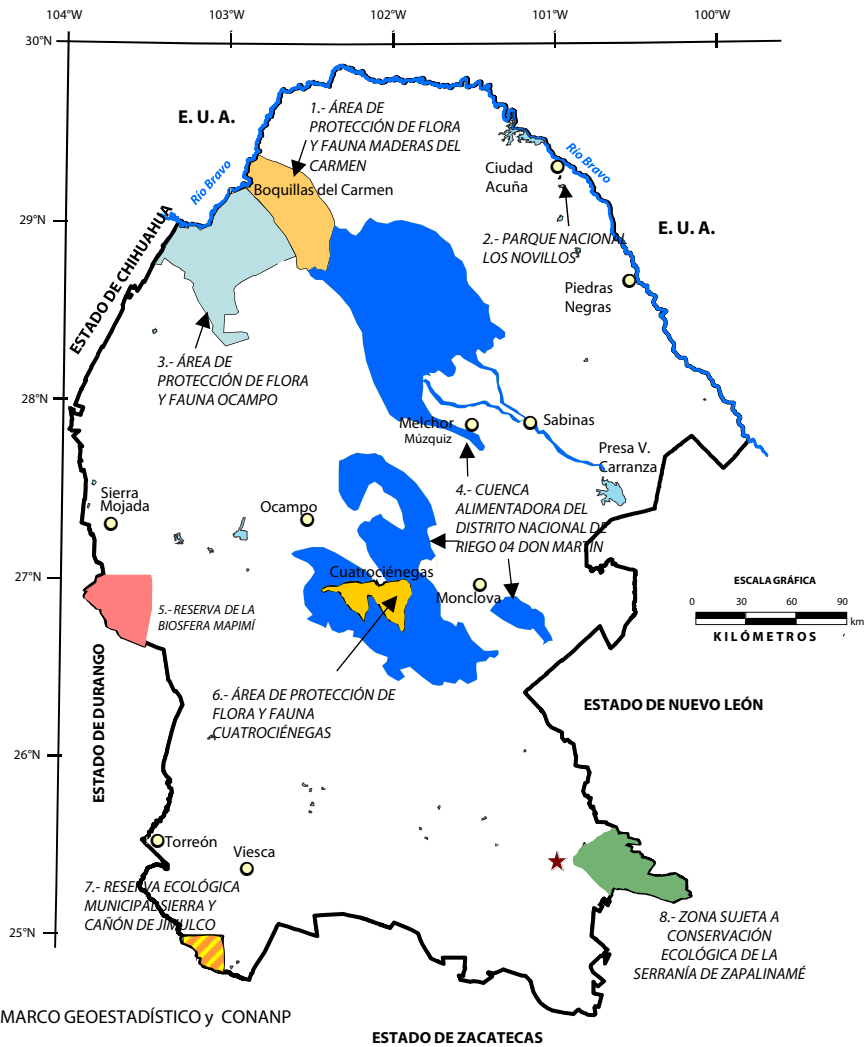 104°W
103°W
102°W
101°W
100°W
30°N
E. U. A.
1.- ÁREA DE
PROTECCIÓN DE FLORA
Y FAUNA MADERAS DEL
CARMEN
Río Bravo
Boquillas del Carmen
Ciudad
Acuña
Río Bravo
29°N
E. U. A.
2.- PARQUE NACIONAL
LOS NOVILLOS
ESTADO DE CHIHUAHUA
Piedras
Negras
3.- ÁREA DE
PROTECCIÓN DE FLORA
Y FAUNA OCAMPO
28°N
Melchor
Múzquiz
Sabinas
Presa V.
Carranza
Sierra
Mojada
Ocampo
4.- CUENCA
ALIMENTADORA DEL
DISTRITO NACIONAL DE
RIEGO 04 DON MARTIN
27°N
Cuatrociénegas
Monclova
ESCALA GRÁFICA
0 30 60 90
km
KILÓMETROS
5.- RESERVA DE LA
BIOSFERA MAPIMÍ
ESTADO DE DURANGO
6.- ÁREA DE PROTECCIÓN DE
FLORA Y FAUNA
CUATROCIÉNEGAS
ESTADO DE NUEVO LEÓN
26°N
Torreón
Viesca
7.- RESERVA ECOLÓGICA
MUNICIPAL SIERRA Y
CAÑÓN DE JIMULCO
25°N
8.- ZONA SUJETA A
CONSERVACIÓN
ECOLÓGICA DE LA
SERRANÍA DE ZAPALINAMÉ
MARCO GEOESTADÍSTICO y CONANP
ESTADO DE ZACATECAS